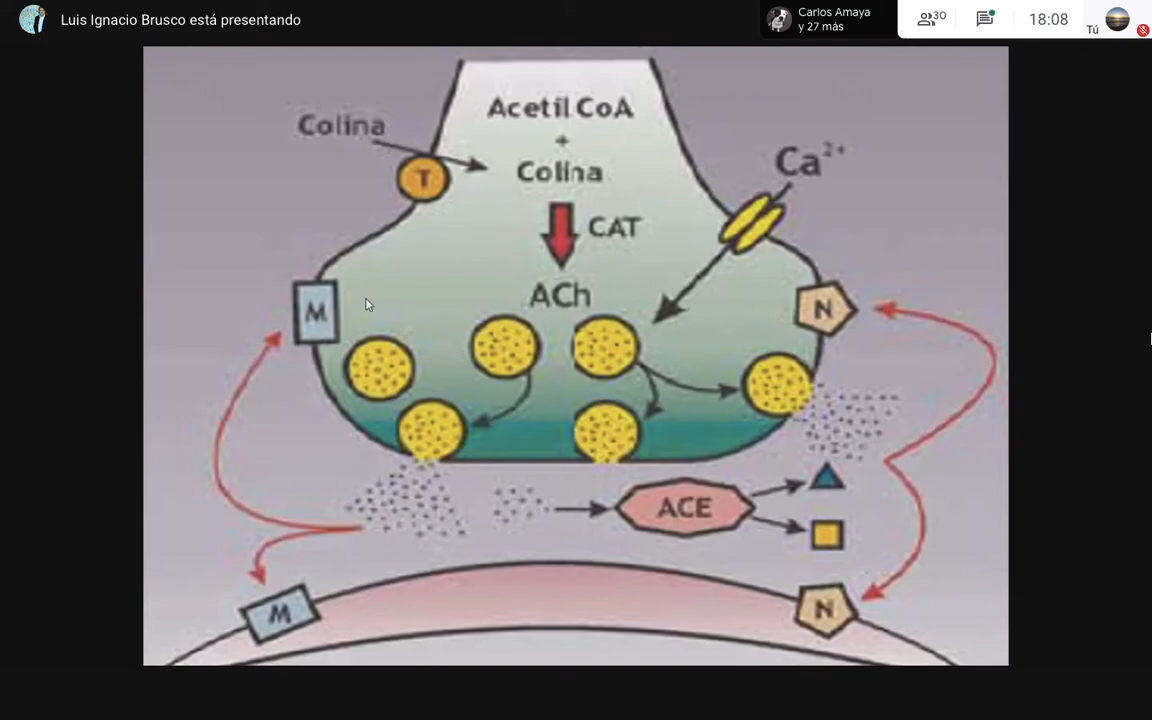 Luis Ignacio Brusco está presentando
Carlos Amaya
y 27 más
30
18:08
Tú
Acetil CoA
+
Colina
Colina
T
Ca2+
CAT
ACh
M
N
ACE
M
N